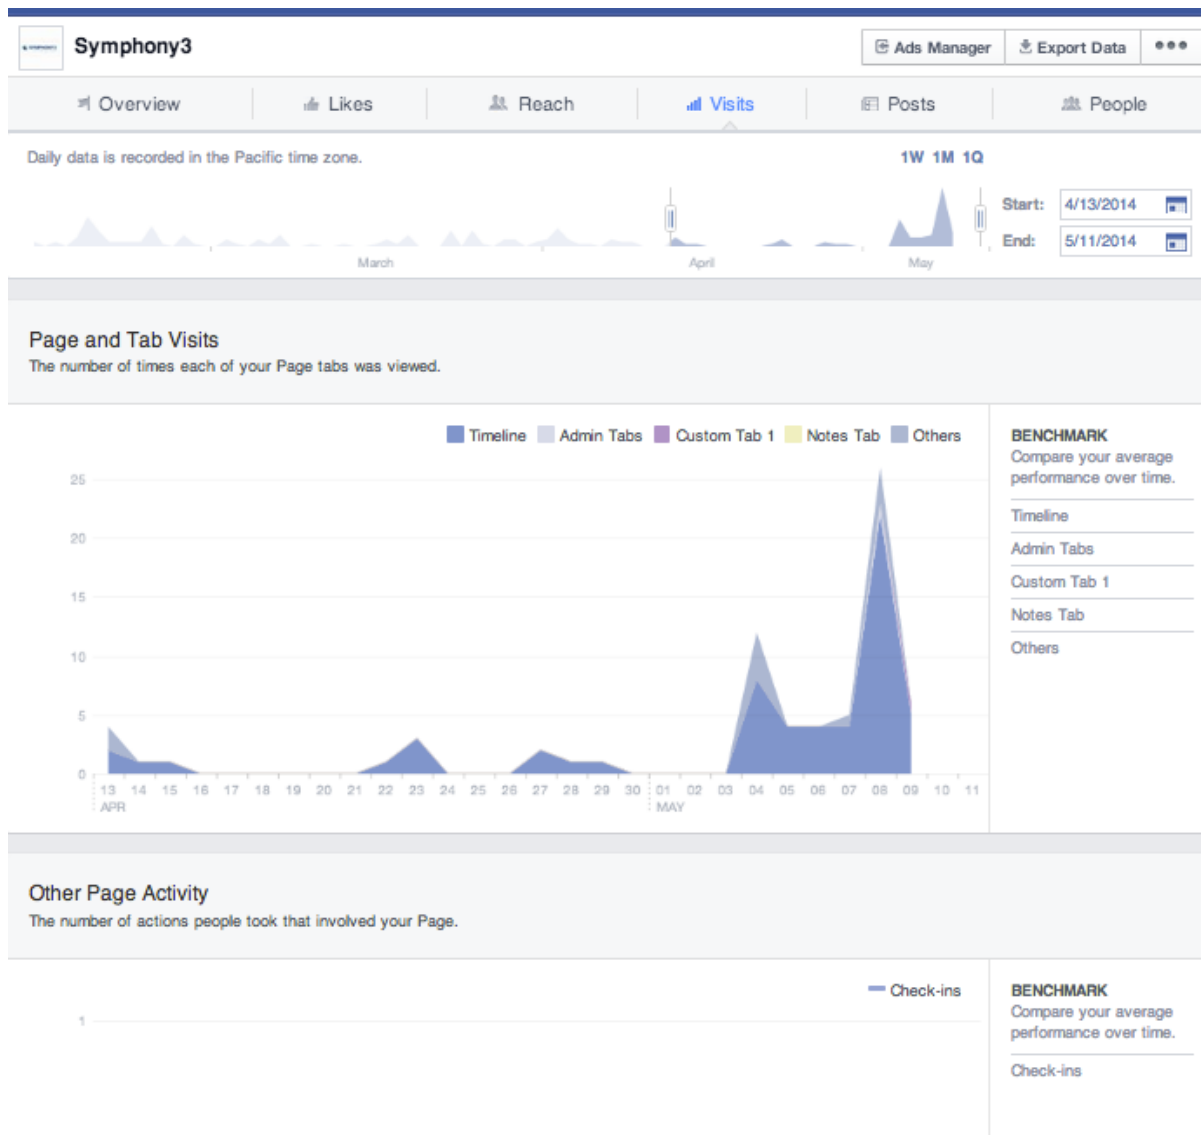 Symphony3
Ads Manager
Export Data
Overview
Likes
Reach
Visits
Posts
People
Daily data is recorded in the Pacific time zone.
1W 1M 1Q
Start: 4/13/2014
End: 5/11/2014
March
April
May
Page and Tab Visits
The number of times each of your Page tabs was viewed.
Timeline Admin Tabs Custom Tab 1 Notes Tab Others
25
20
15
10
5
0
13 14 15 16 17 18 19 20 21 22 23 24 25 26 27 28 29 30 01 02 03 04 05 06 07 08 09 10 11
APR MAY
BENCHMARK
Compare your average
performance over time.
Timeline
Admin Tabs
Custom Tab 1
Notes Tab
Others
Other Page Activity
The number of actions people took that involved your Page.
Check-ins
1
BENCHMARK
Compare your average
performance over time.
Check-ins